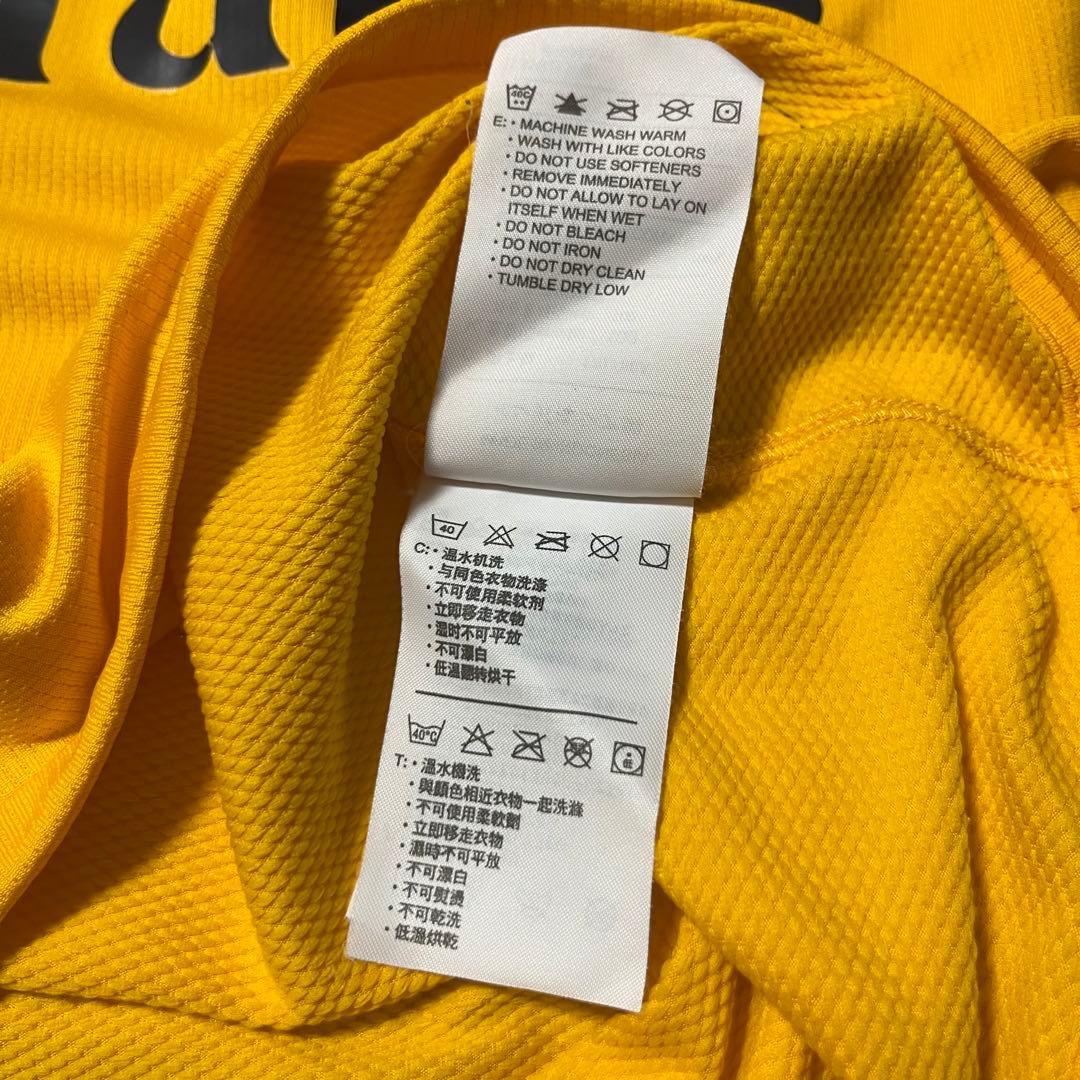 40C
E: • MACHINE WASH WARM
• WASH WITH LIKE COLORS
• DO NOT USE SOFTENERS
• REMOVE IMMEDIATELY
• DO NOT ALLOW TO LAY ON
ITSELF WHEN WET
• DO NOT BLEACH
• DO NOT IRON
• DO NOT DRY CLEAN
• TUMBLE DRY LOW
40
C: • 温水机洗
• 与同色衣物洗涤
• 不可使用柔软剂
• 立即移走衣物
• 湿时不可平放
• 不可漂白
• 低温翻转烘干
40°C
低
T: • 溫水機洗
• 與顏色相近衣物一起洗滌
• 不可使用柔軟劑
• 立即移走衣物
• 濕時不可平放
• 不可漂白
• 不可熨燙
• 不可乾洗
• 低溫烘乾